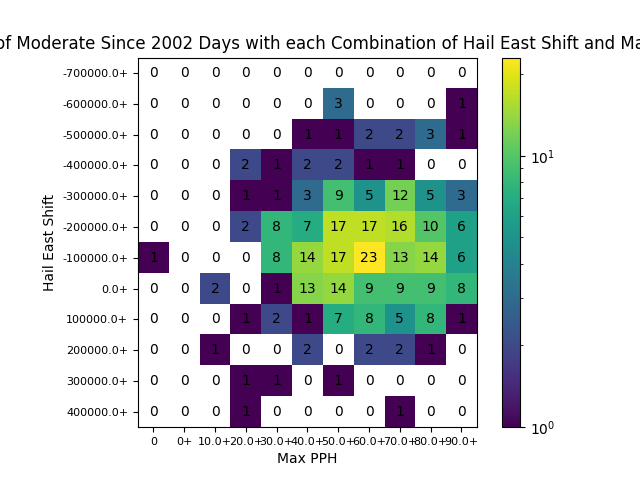 of Moderate Since 2002 Days with each Combination of Hail East Shift and Ma
-700000.0+ 0 0 0 0 0 0 0 0 0 0 0
-600000.0+ 0 0 0 0 0 0 3 0 0 0 1
-500000.0+ 0 0 0 0 0 1 1 2 2 3 1
-400000.0+ 0 0 0 2 1 2 2 1 1 0 0
-300000.0+ 0 0 0 1 1 3 9 5 12 5 3
-200000.0+ 0 0 0 2 8 7 17 17 16 10 6
-100000.0+ 1 0 0 0 8 14 17 23 13 14 6
0.0+ 0 0 2 0 1 13 14 9 9 9 8
100000.0+ 0 0 0 1 2 1 7 8 5 8 1
200000.0+ 0 0 1 0 0 2 0 2 2 1 0
300000.0+ 0 0 0 1 1 0 1 0 0 0 0
400000.0+ 0 0 0 1 0 0 0 0 1 0 0
0 0+ 10.0+ 20.0+ 30.0+ 40.0+ 50.0+ 60.0+ 70.0+ 80.0+ 90.0+
Max PPH
Hail East Shift
10¹
10⁰